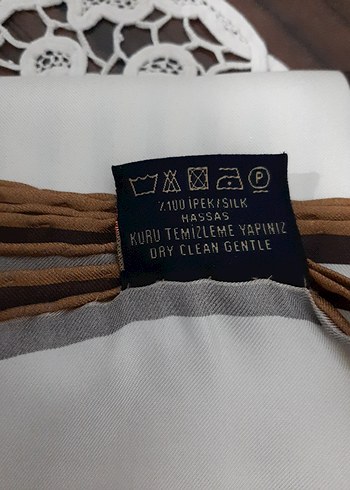 P
%100 İPEK/SILK
HASSAS
KURU TEMİZLEME YAPINIZ
DRY CLEAN GENTLE